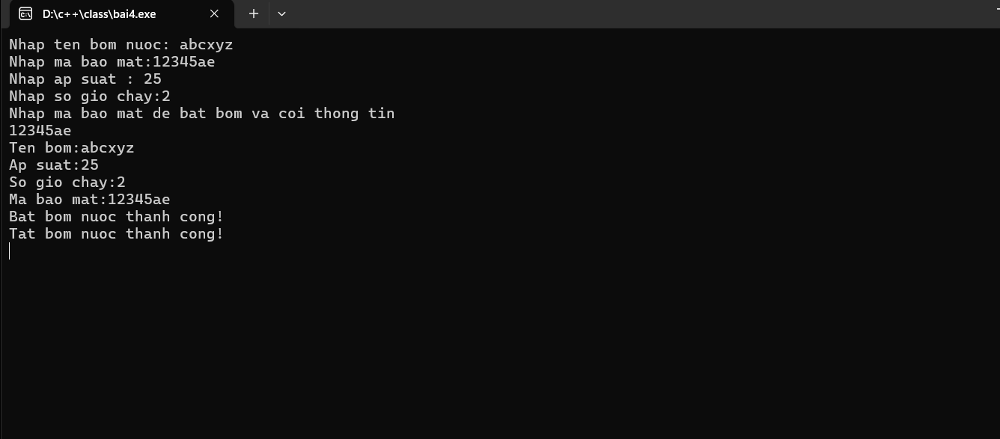 D:\c++\class\bai4.exe
Nhap ten bom nuoc: abcxyz
Nhap ma bao mat:12345ae
Nhap ap suat : 25
Nhap so gio chay:2
Nhap ma bao mat de bat bom va coi thong tin
12345ae
Ten bom:abcxyz
Ap suat:25
So gio chay:2
Ma bao mat:12345ae
Bat bom nuoc thanh cong!
Tat bom nuoc thanh cong!